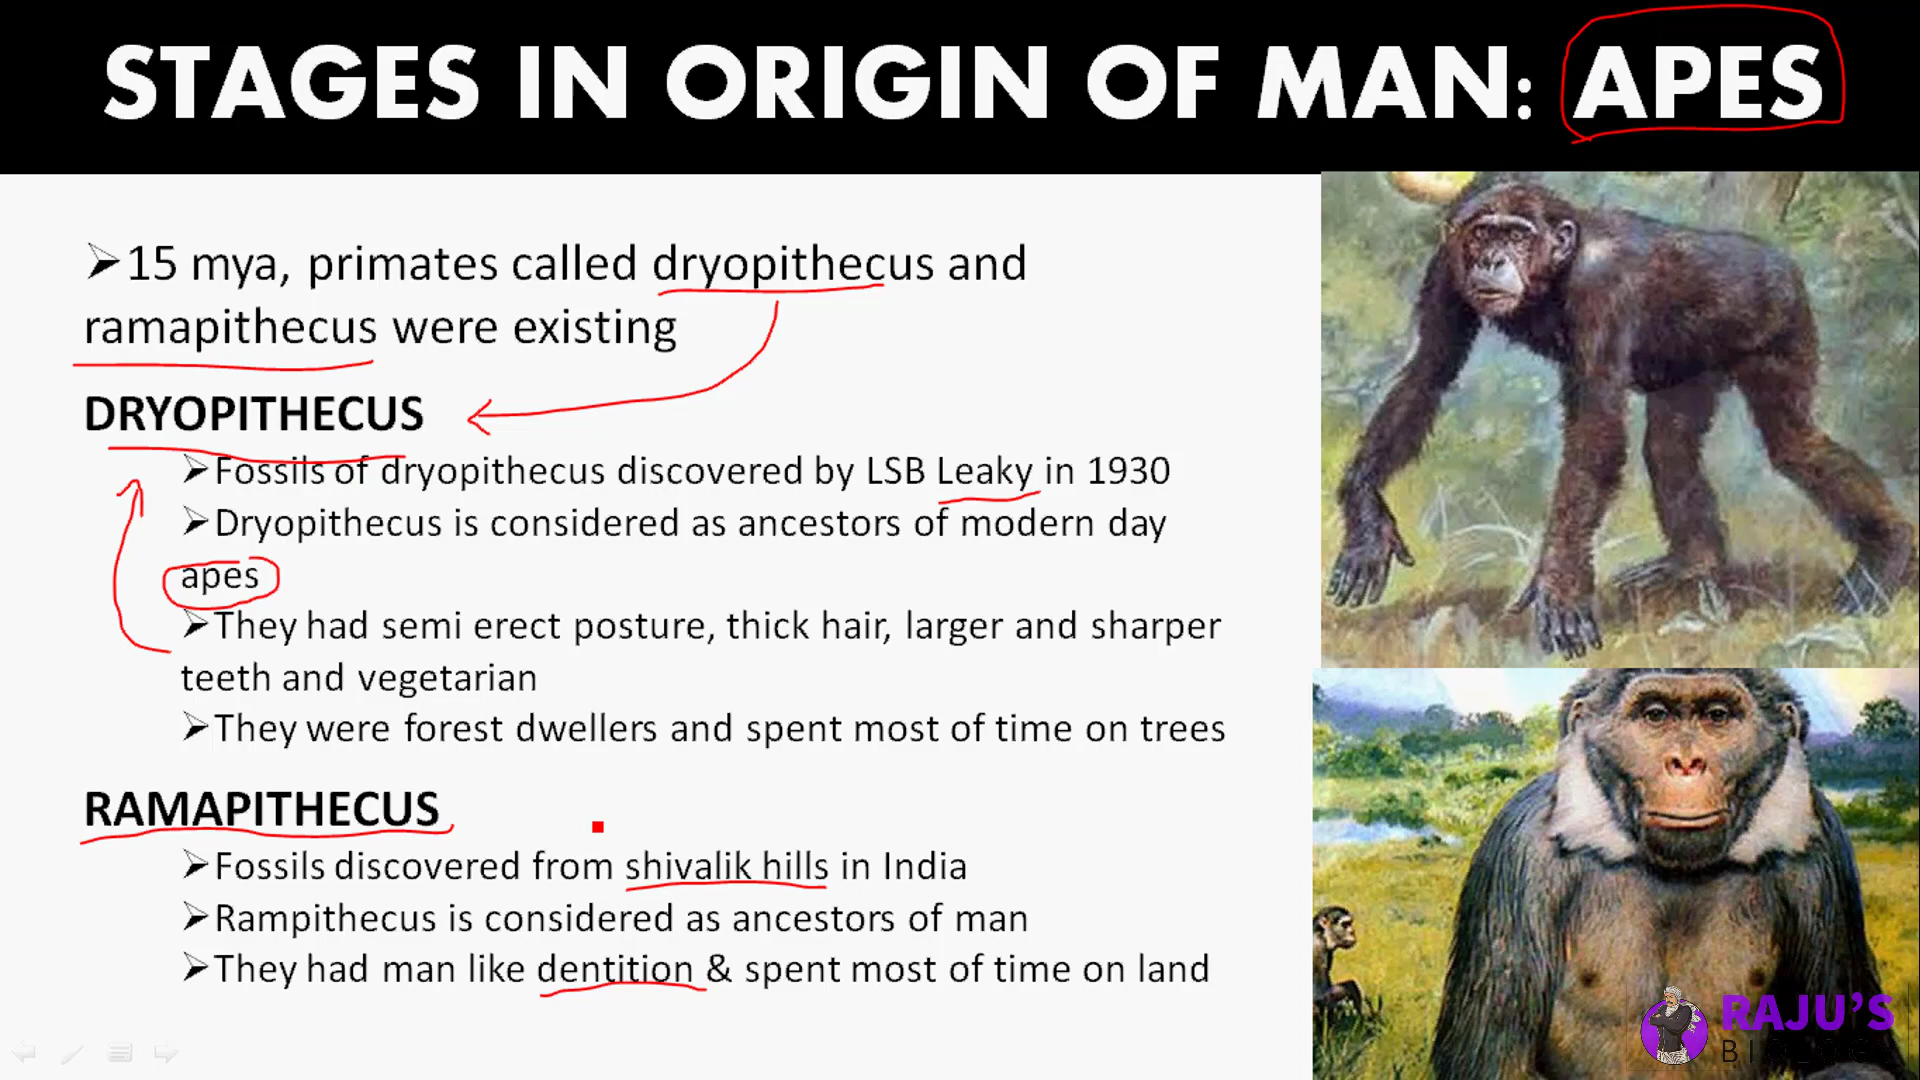 STAGES IN ORIGIN OF MAN: APES
➢15 mya, primates called dryopithecus and
ramapithecus were existing
DRYOPITHECUS
➢Fossils of dryopithecus discovered by LSB Leaky in 1930
➢Dryopithecus is considered as ancestors of modern day
apes
➢They had semi erect posture, thick hair, larger and sharper
teeth and vegetarian
➢They were forest dwellers and spent most of time on trees
RAMAPITHECUS
➢Fossils discovered from shivalik hills in India
➢Rampithecus is considered as ancestors of man
➢They had man like dentition & spent most of time on land
RAJU'S